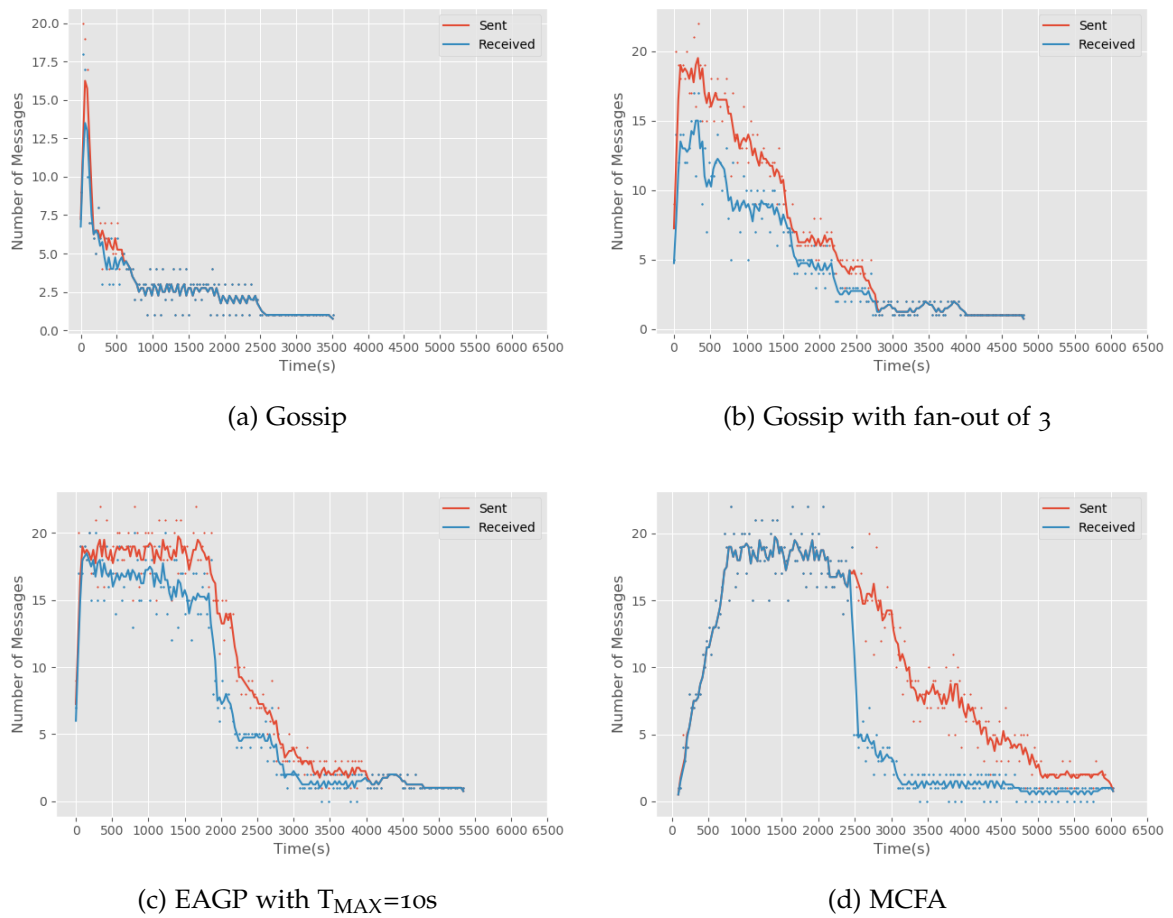 Sent
Received
20.0
17.5
15.0
12.5
10.0
7.5
5.0
2.5
0.0
Number of Messages
0 500 1000 1500 2000 2500 3000 3500 4000 4500 5000 5500 6000 6500
Time(s)
(a) Gossip
Sent
Received
20
15
10
5
0
Number of Messages
0 500 1000 1500 2000 2500 3000 3500 4000 4500 5000 5500 6000 6500
Time(s)
(b) Gossip with fan-out of 3
Sent
Received
20
15
10
5
0
Number of Messages
0 500 1000 1500 2000 2500 3000 3500 4000 4500 5000 5500 6000 6500
Time(s)
(c) EAGP with TMAX=10s
Sent
Received
20
15
10
5
0
Number of Messages
0 500 1000 1500 2000 2500 3000 3500 4000 4500 5000 5500 6000 6500
Time(s)
(d) MCFA